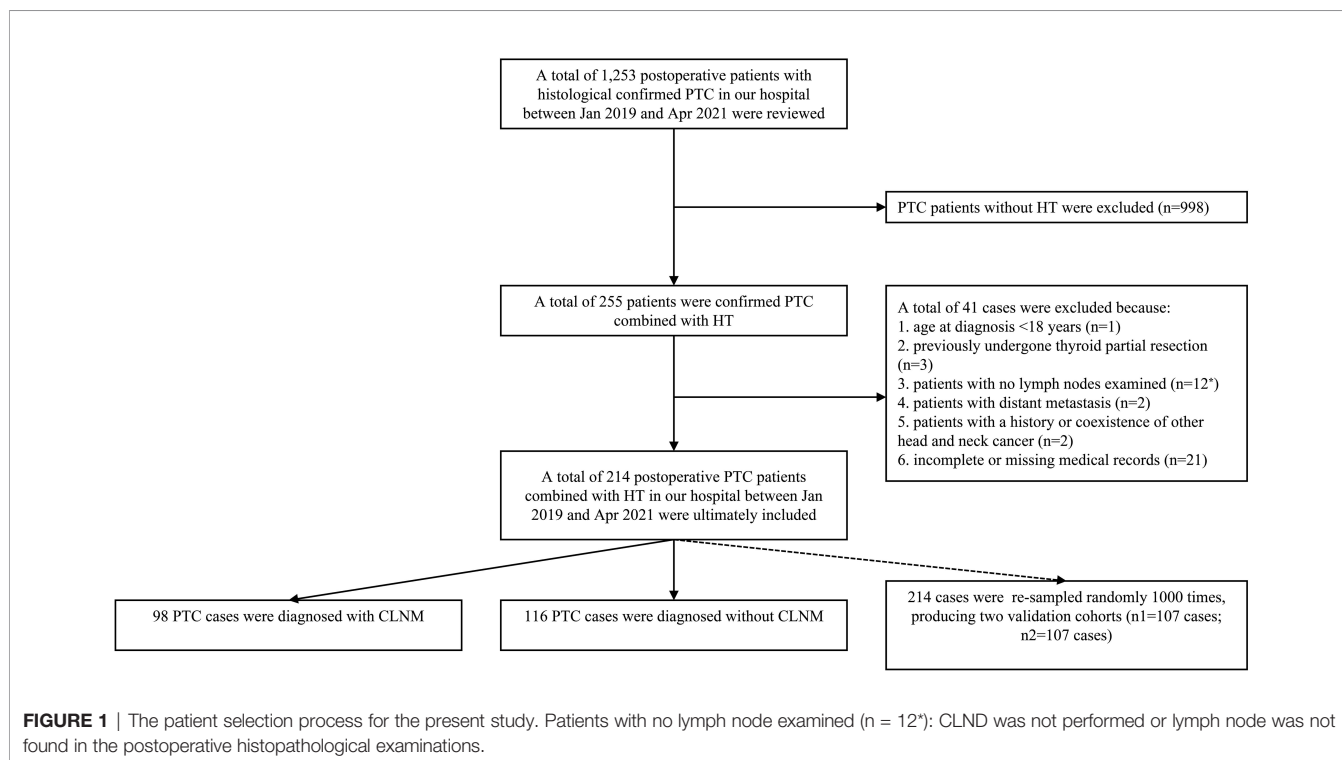 A total of 1,253 postoperative patients with
histological confirmed PTC in our hospital
between Jan 2019 and Apr 2021 were reviewed
PTC patients without HT were excluded (n=998)
A total of 255 patients were confirmed PTC
combined with HT
A total of 41 cases were excluded because:
1. age at diagnosis <18 years (n=1)
2. previously undergone thyroid partial resection
(n=3)
3. patients with no lymph nodes examined (n=12*)
4. patients with distant metastasis (n=2)
5. patients with a history or coexistence of other
head and neck cancer (n=2)
6. incomplete or missing medical records (n=21)
A total of 214 postoperative PTC patients
combined with HT in our hospital between Jan
2019 and Apr 2021 were ultimately included
98 PTC cases were diagnosed with CLNM
116 PTC cases were diagnosed without CLNM
214 cases were re-sampled randomly 1000 times,
producing two validation cohorts (n1=107 cases;
n2=107 cases)
FIGURE 1 | The patient selection process for the present study. Patients with no lymph node examined (n = 12*): CLND was not performed or lymph node was not
found in the postoperative histopathological examinations.